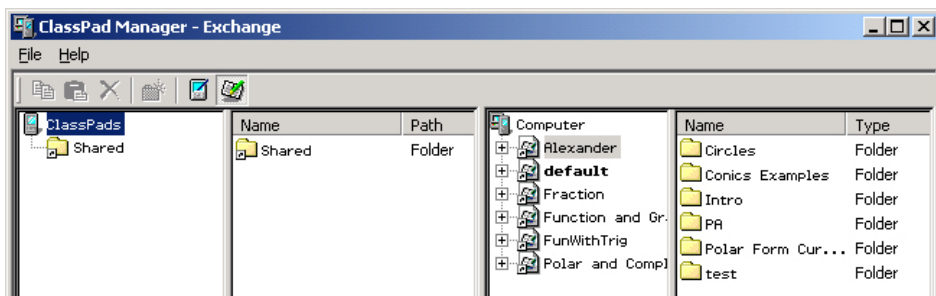 ClassPad Manager - Exchange
File Help
ClassPads
Shared
Name Path
Shared Folder
Computer
Alexander
default
Fraction
Function and Gr
FunWithTrig
Polar and Compl
Name Type
Circles Folder
Conics Examples Folder
Intro Folder
PA Folder
Polar Form Cur... Folder
test Folder